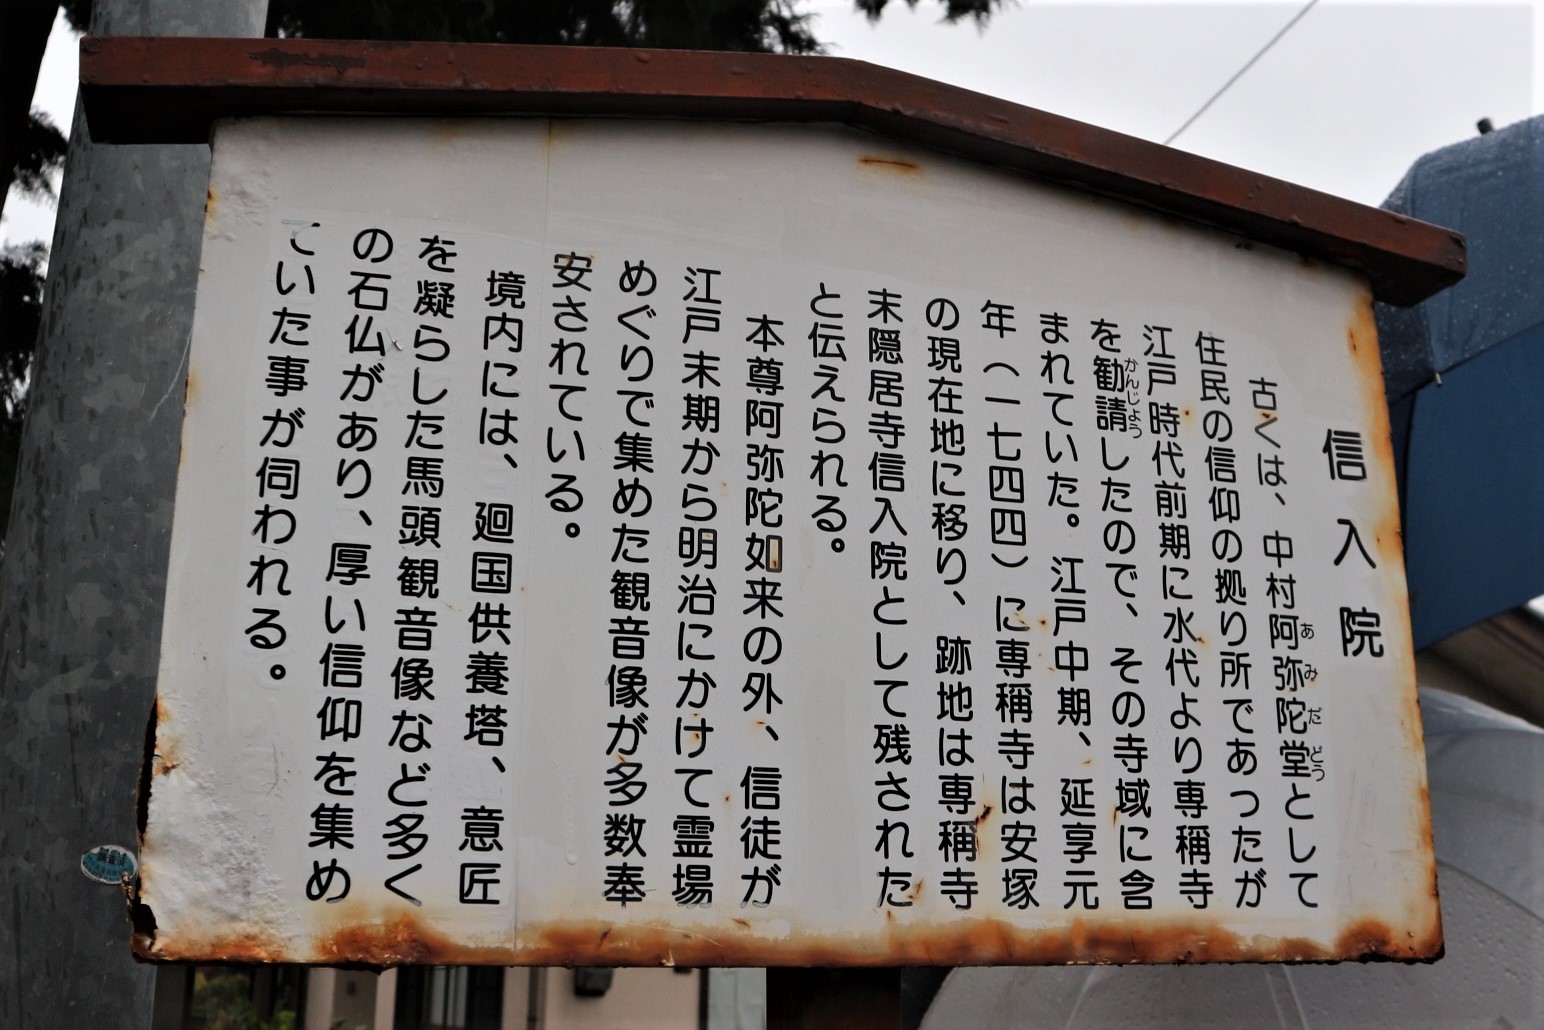 信入院
古くは、中村阿弥陀堂として
あみだどう
住民の信仰の拠り所であったが
江戸時代前期に水代より専稱寺
を勧請したので、その寺域に含
かんじょう
まれていた。江戸中期、延享元
年（一七四四）に専稱寺は安塚
の現在地に移り、跡地は専稱寺
末隠居寺信入院として残された
と伝えられる。
本尊阿弥陀如来の外、信徒が
江戸末期から明治にかけて霊場
めぐりで集めた観音像が多数奉
安されている。
境内には、廻国供養塔、意匠
を凝らした馬頭観音像など多く
の石仏があり、厚い信仰を集め
ていた事が伺われる。